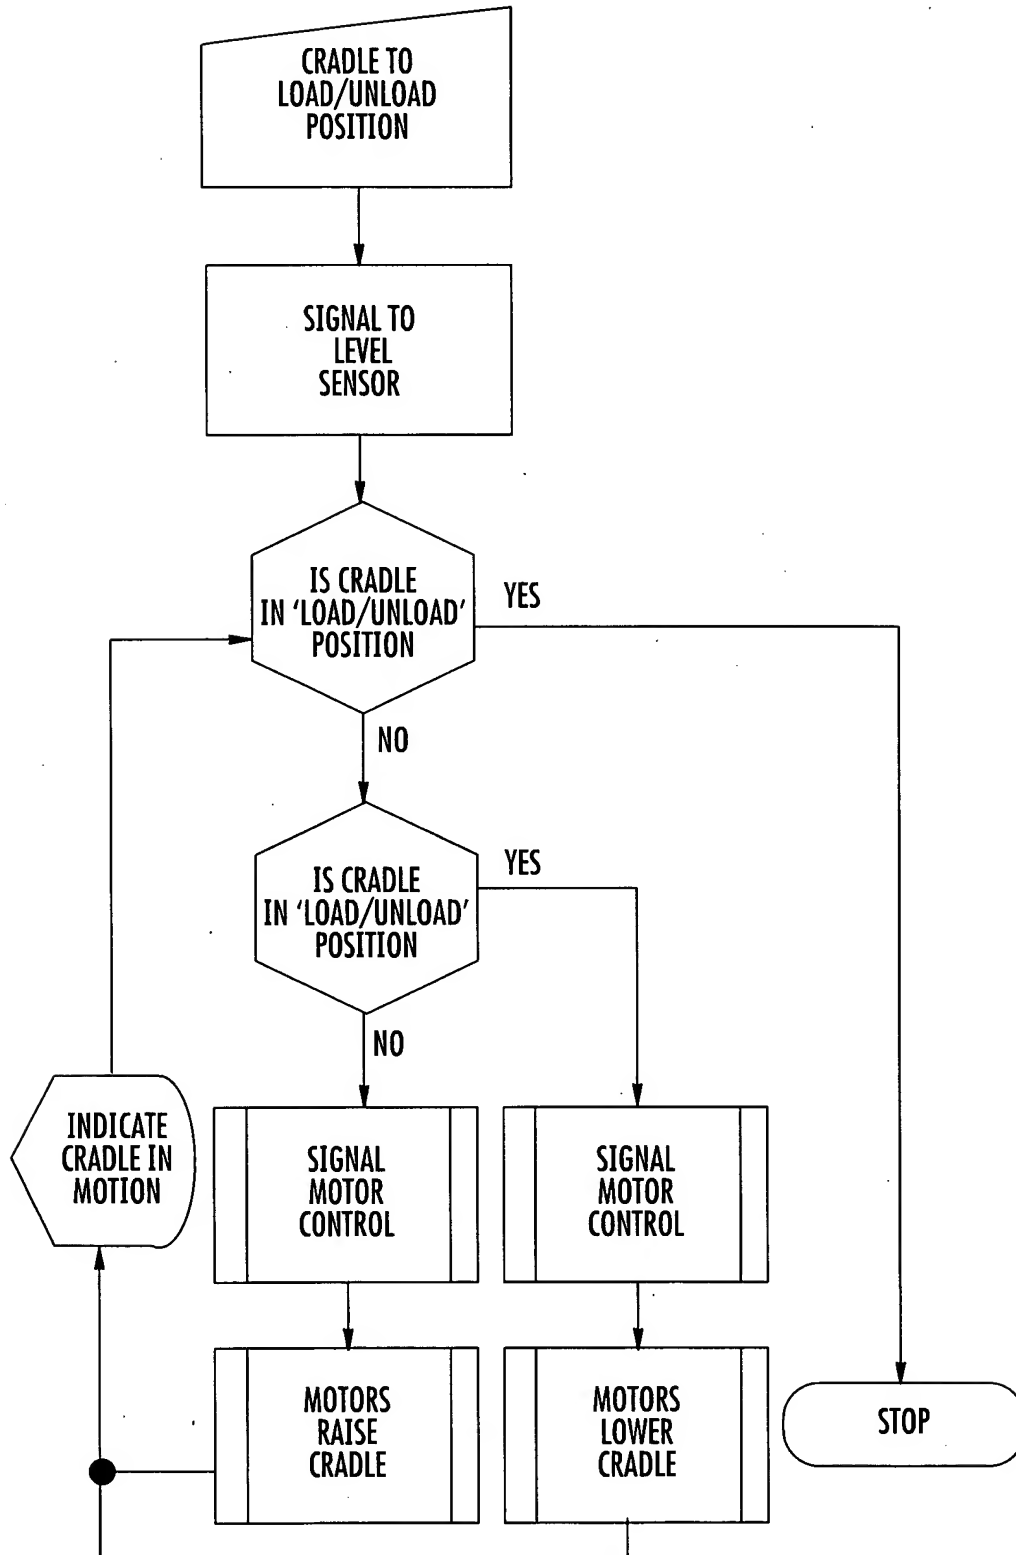 CRADLE TO
LOAD/UNLOAD
POSITION
SIGNAL TO
LEVEL
SENSOR
IS CRADLE
IN 'LOAD/UNLOAD'
POSITION
YES
NO
IS CRADLE
IN 'LOAD/UNLOAD'
POSITION
YES
NO
INDICATE
CRADLE IN
MOTION
SIGNAL
MOTOR
CONTROL
SIGNAL
MOTOR
CONTROL
MOTORS
RAISE
CRADLE
MOTORS
LOWER
CRADLE
STOP